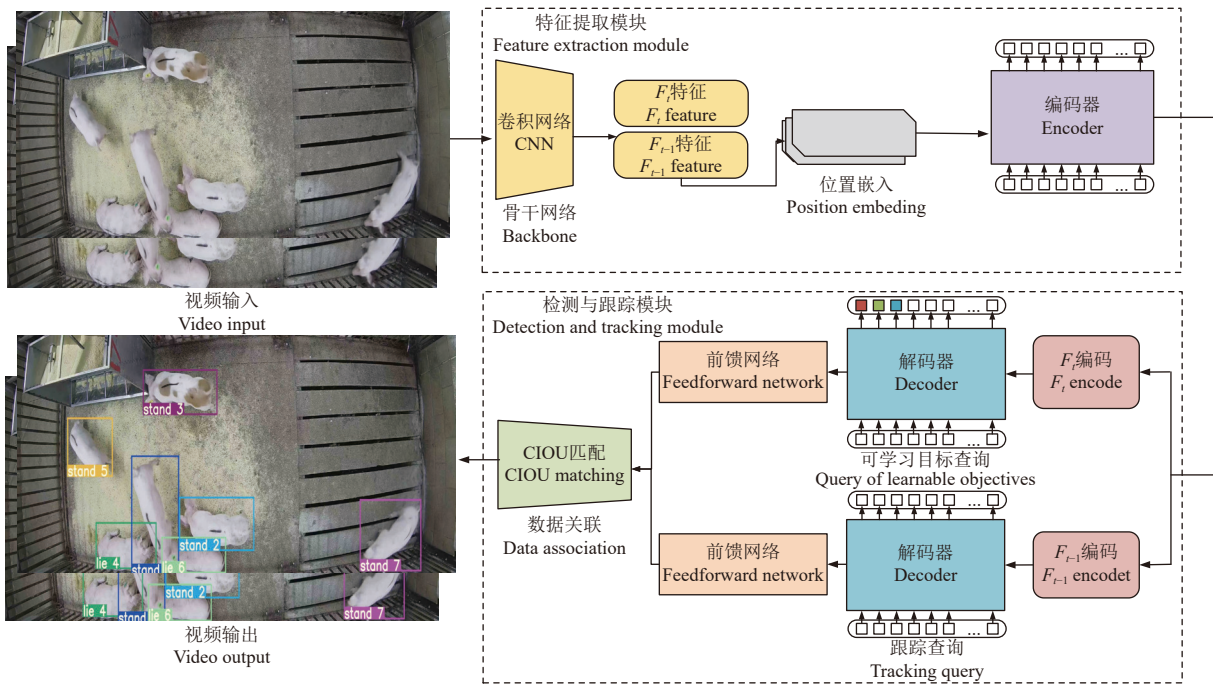 特征提取模块
Feature extraction module
卷积网络
CNN
骨干网络
Backbone
Fₜ特征
Fₜ feature
Fₜ₋₁特征
Fₜ₋₁ feature
位置嵌入
Position embeding
...
编码器
Encoder
...
视频输入
Video input
检测与跟踪模块
Detection and tracking module
...
解码器
Decoder
...
Fₜ编码
Fₜ encode
前馈网络
Feedforward network
可学习目标查询
Query of learnable objectives
CIOU匹配
CIOU matching
数据关联
Data association
...
解码器
Decoder
...
Fₜ₋₁编码
Fₜ₋₁ encodet
前馈网络
Feedforward network
跟踪查询
Tracking query
stand 3
stand 5
stand 2
lie 4
stand
lie 6
stand 7
stand 2
lie 4
stand
lie 6
stand 7
视频输出
Video output